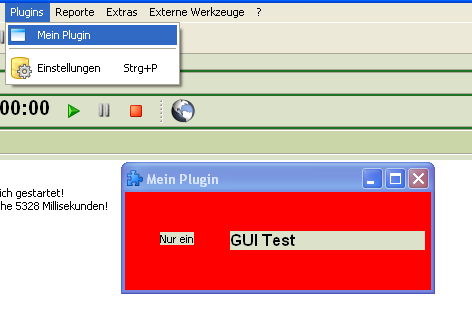 Plugins Reporte Extras Externe Werkzeuge ?
Mein Plugin
Einstellungen Strg+P
00:00
ich gestartet!
he 5328 Millisekunden!
Mein Plugin
Nur ein
GUI Test